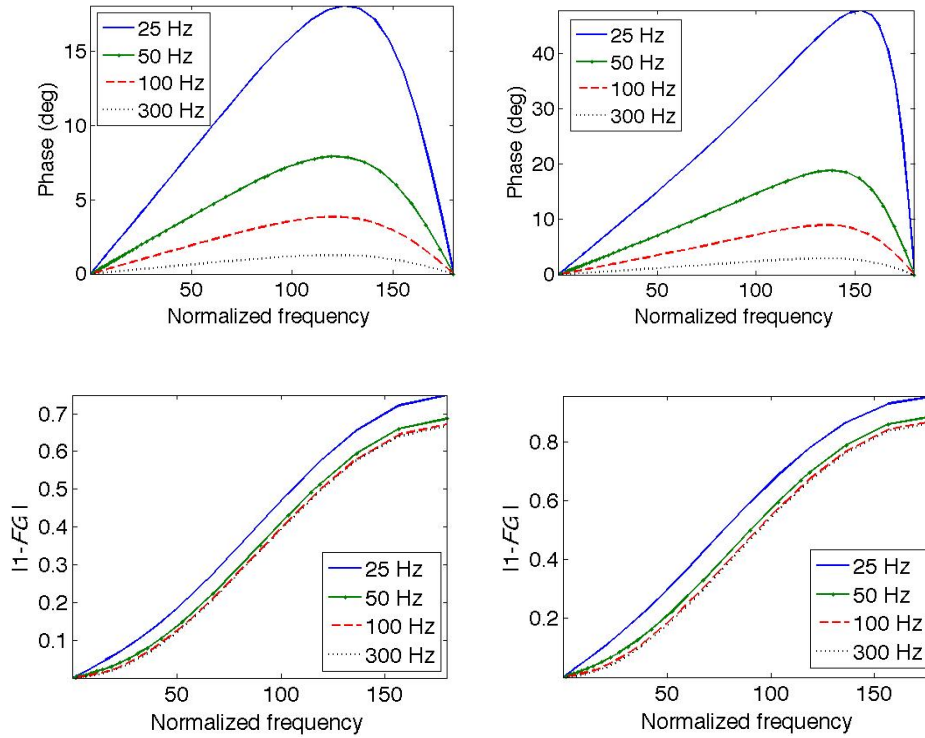 15
10
5
0
Phase (deg)
25 Hz
50 Hz
100 Hz
300 Hz
50
100
150
Normalized frequency
40
30
20
10
0
Phase (deg)
25 Hz
50 Hz
100 Hz
300 Hz
50
100
150
Normalized frequency
0.7
0.6
0.5
0.4
0.3
0.2
0.1
|1-FG |
25 Hz
50 Hz
100 Hz
300 Hz
50
100
150
Normalized frequency
0.8
0.6
0.4
0.2
|1-FG |
25 Hz
50 Hz
100 Hz
300 Hz
50
100
150
Normalized frequency